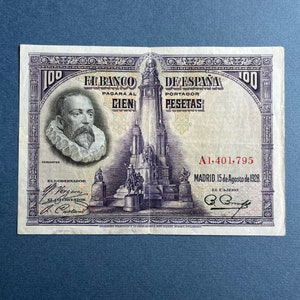 100 EL BANCO DE ESPAÑA 100
PAGARÁ AL PORTADOR
CIEN PESETAS
A1,401,795
CERVANTES
MADRID, 15 de Agosto de 1928.
EL GOBERNADOR
EL CAJERO